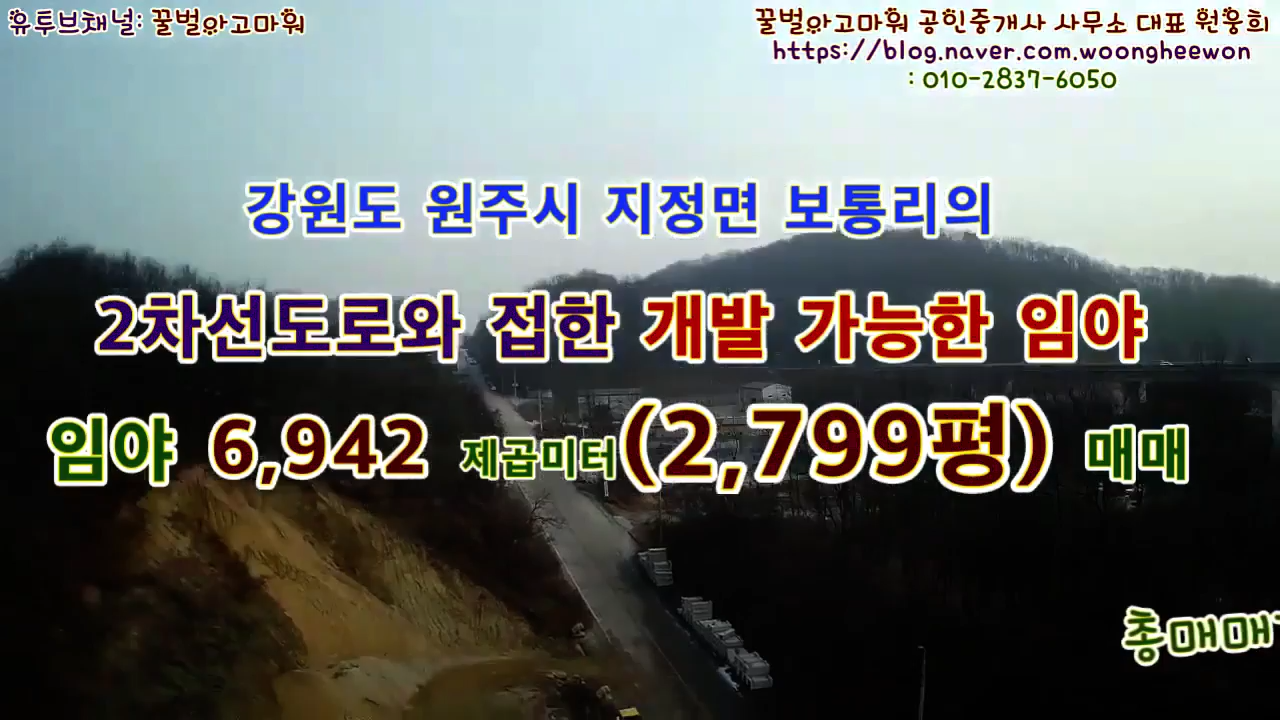 유투브채널: 꿀벌아고마워
꿀벌아고마워 공인중개사 사무소 대표 원웅희
https://blog.naver.com.woongheewon
: 010-2837-6050
강원도 원주시 지정면 보통리의
2차선도로와 접한 개발 가능한 임야
임야 6,942 제곱미터(2,799평) 매매
총매매